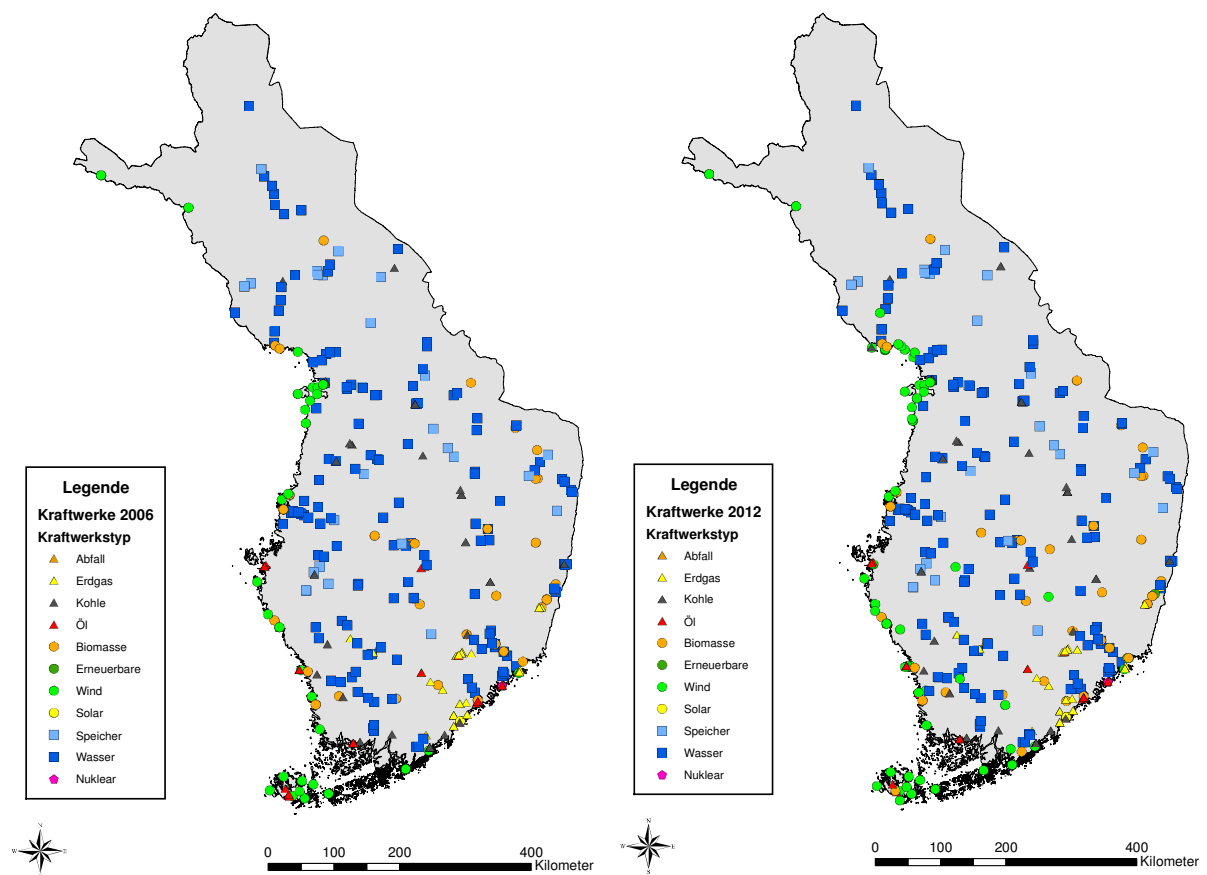 Legende
Kraftwerke 2006
Kraftwerkstyp
Abfall
Erdgas
Kohle
Öl
Biomasse
Erneuerbare
Wind
Solar
Speicher
Wasser
Nuklear
N
W E
S
0 100 200 400
Kilometer
Legende
Kraftwerke 2012
Kraftwerkstyp
Abfall
Erdgas
Kohle
Öl
Biomasse
Erneuerbare
Wind
Solar
Speicher
Wasser
Nuklear
N
W E
S
0 100 200 400
Kilometer